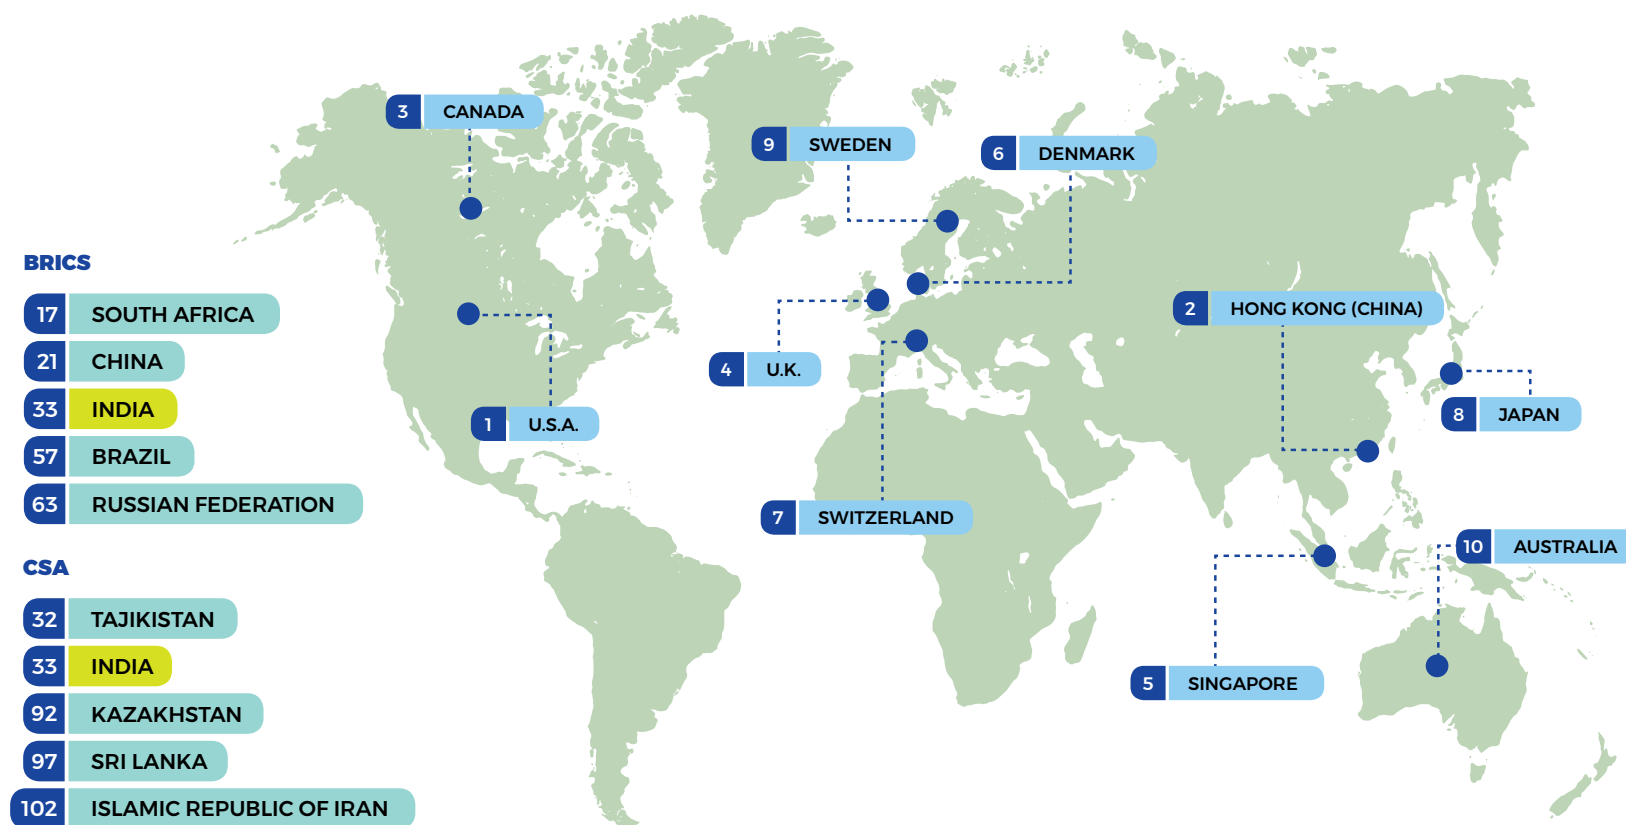 3 CANADA
9 SWEDEN
6 DENMARK
BRICS
17 SOUTH AFRICA
21 CHINA
33 INDIA
57 BRAZIL
63 RUSSIAN FEDERATION
2 HONG KONG (CHINA)
4 U.K.
1 U.S.A.
8 JAPAN
7 SWITZERLAND
10 AUSTRALIA
5 SINGAPORE
CSA
32 TAJIKISTAN
33 INDIA
92 KAZAKHSTAN
97 SRI LANKA
102 ISLAMIC REPUBLIC OF IRAN